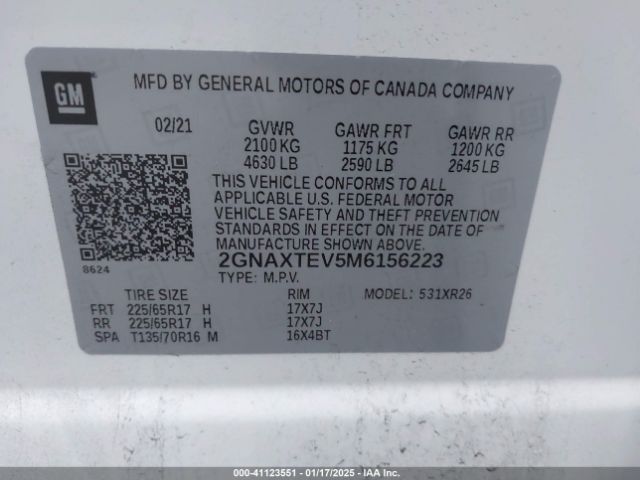 GM
MFD BY GENERAL MOTORS OF CANADA COMPANY
02/21 GVWR GAWR FRT GAWR RR
2100 KG 1175 KG 1200 KG
4630 LB 2590 LB 2645 LB
THIS VEHICLE CONFORMS TO ALL
APPLICABLE U.S. FEDERAL MOTOR
VEHICLE SAFETY AND THEFT PREVENTION
STANDARDS IN EFFECT ON THE DATE OF
MANUFACTURE SHOWN ABOVE.
8624 2GNAXTEV5M6156223
TYPE: M.P.V.
TIRE SIZE RIM MODEL: 531XR26
FRT 225/65R17 H 17X7J
RR 225/65R17 H 17X7J
SPA T135/70R16 M 16X4BT
000-41123551 - 01/17/2025 - IAA Inc.